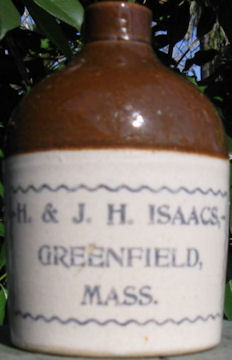 H. & J. H. ISAACS,
GREENFIELD,
MASS.